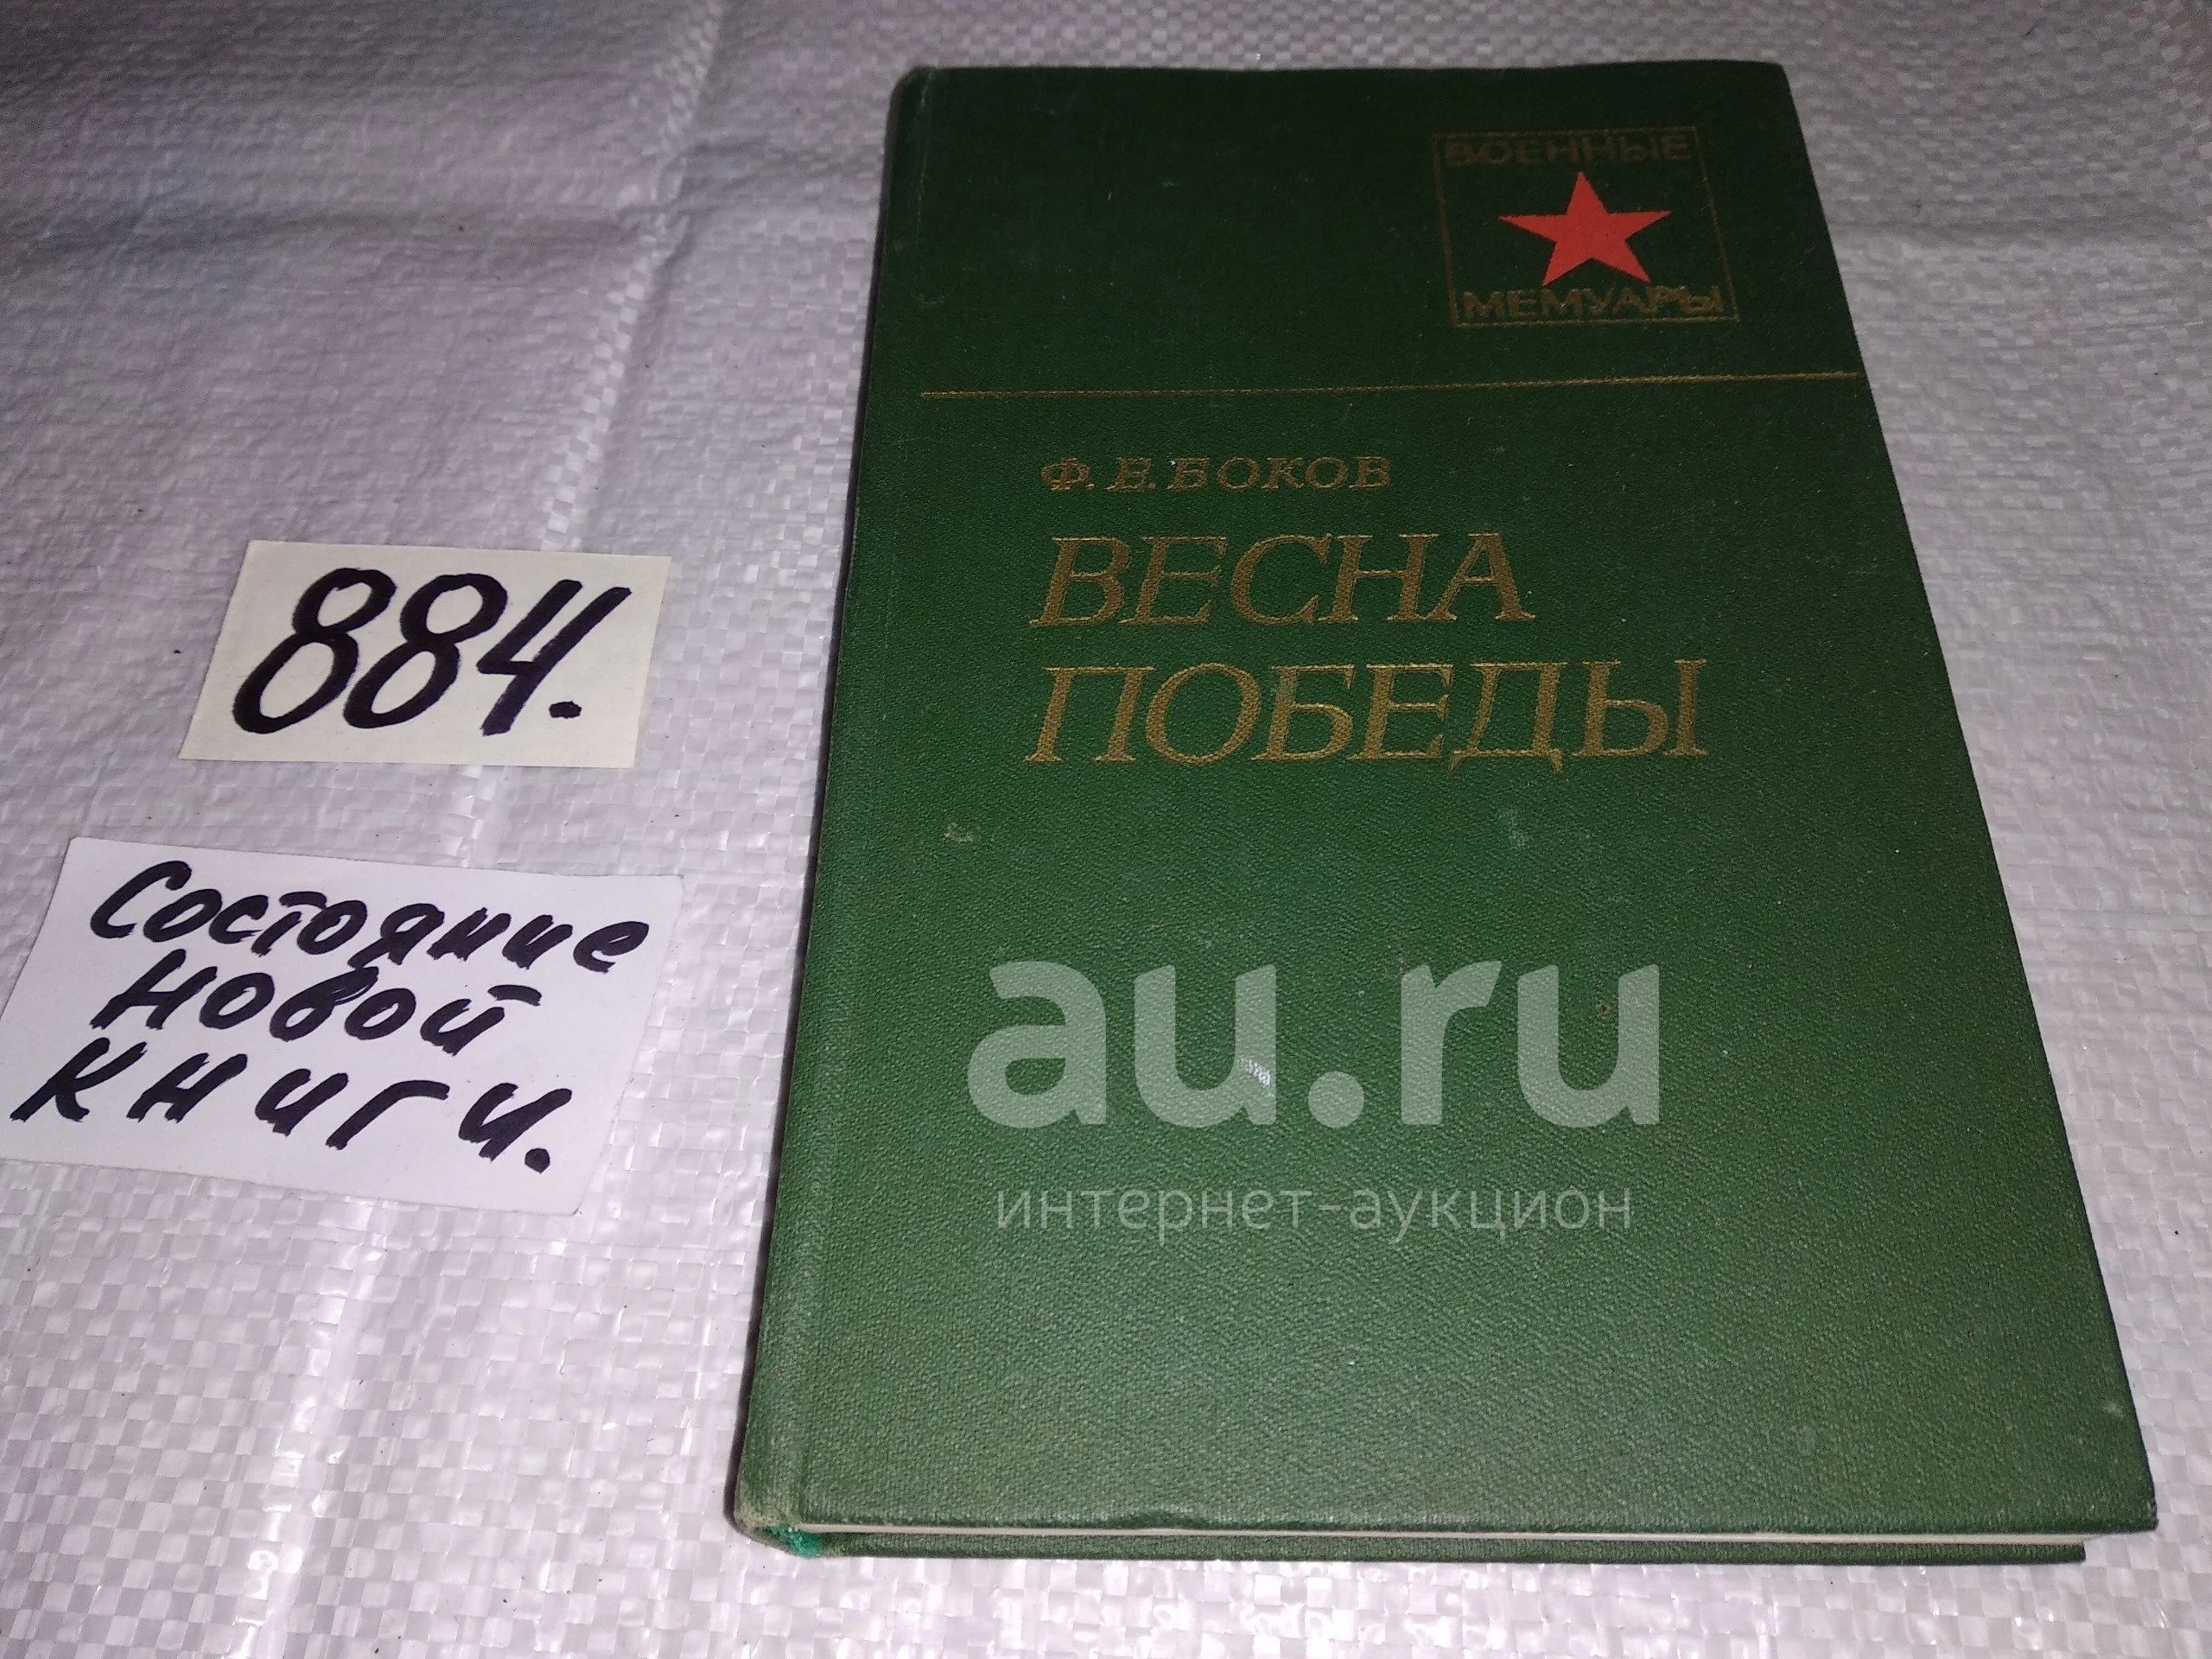 ВОЕННЫЕ
МЕМУАРЫ
Ф. Е. БОКОВ
ВЕСНА
ПОБЕДЫ
884.
Состояние
новой
книги.
au.ru
интернет-аукцион